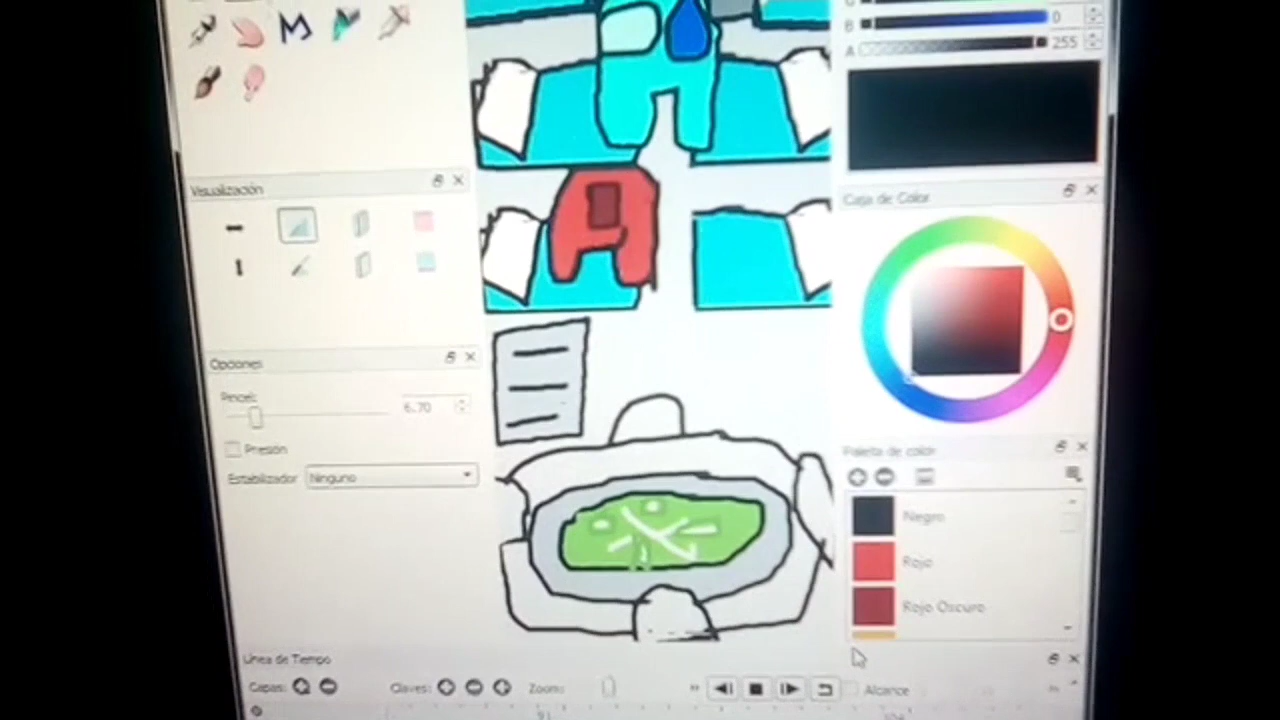 B 0
A 255
Visualización
Caja de Color
Opciones
Pincel: 6.70
Presión
Estabilizador Ninguno
Paleta de color
Negro
Rojo
Rojo Oscuro
Línea de Tiempo
Capas: Claves: Zoom: Alcance